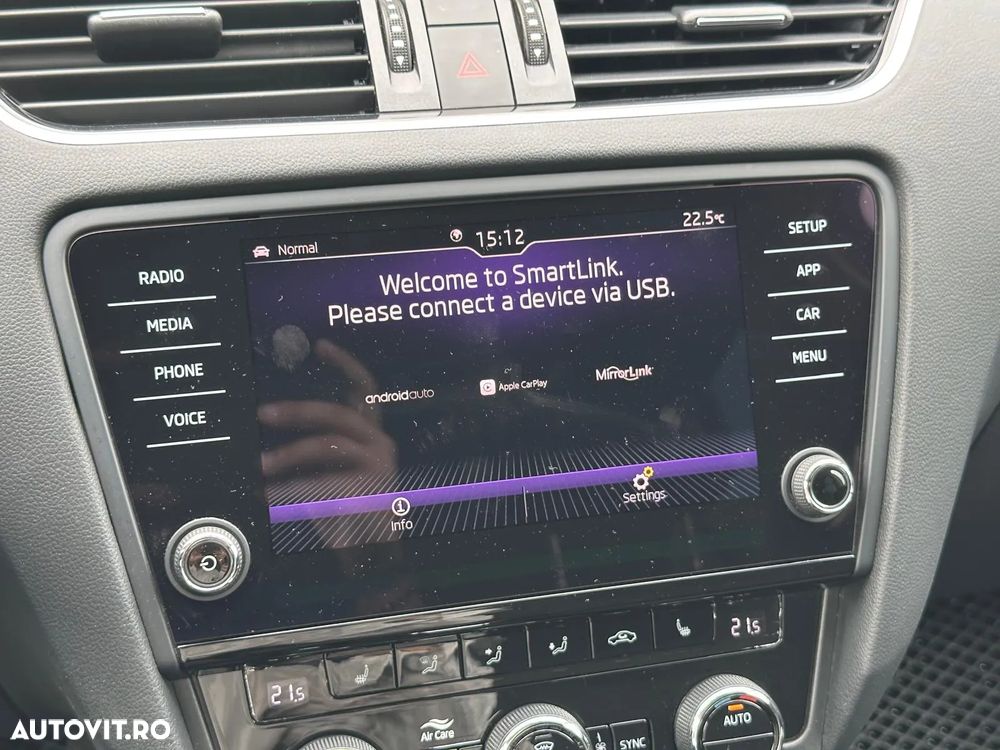 Normal
15:12
22.5°C
Welcome to SmartLink.
Please connect a device via USB.
androidauto
Apple CarPlay
MirrorLink
Info
Settings
RADIO
MEDIA
PHONE
VOICE
SETUP
APP
CAR
MENU
21.5
21.5
Air Care
SYNC
AUTO
AUTOVIT.RO